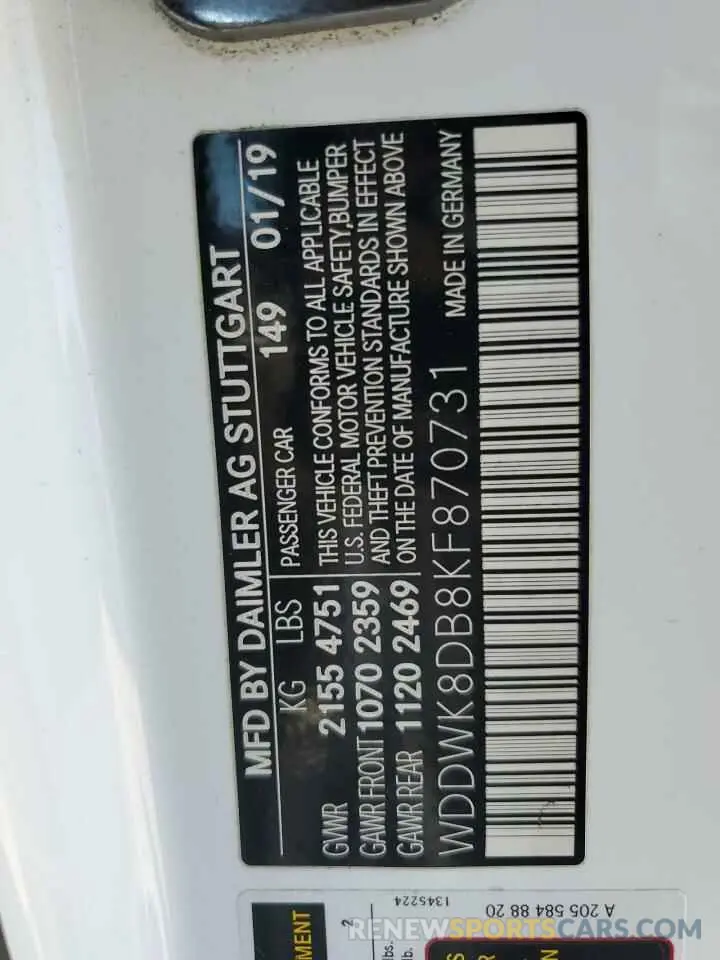 MFD BY DAIMLER AG STUTTGART
KG LBS PASSENGER CAR 149 01/19
GVWR 2155 4751
GAWR FRONT 1070 2359
GAWR REAR 1120 2469
THIS VEHICLE CONFORMS TO ALL APPLICABLE
U.S. FEDERAL MOTOR VEHICLE SAFETY,BUMPER
AND THEFT PREVENTION STANDARDS IN EFFECT
ON THE DATE OF MANUFACTURE SHOWN ABOVE
WDDWK8DB8KF870731 MADE IN GERMANY
A 205 584 88 20
1345224
2
lbs.
lb.
RENEWSPORTSCARS.COM